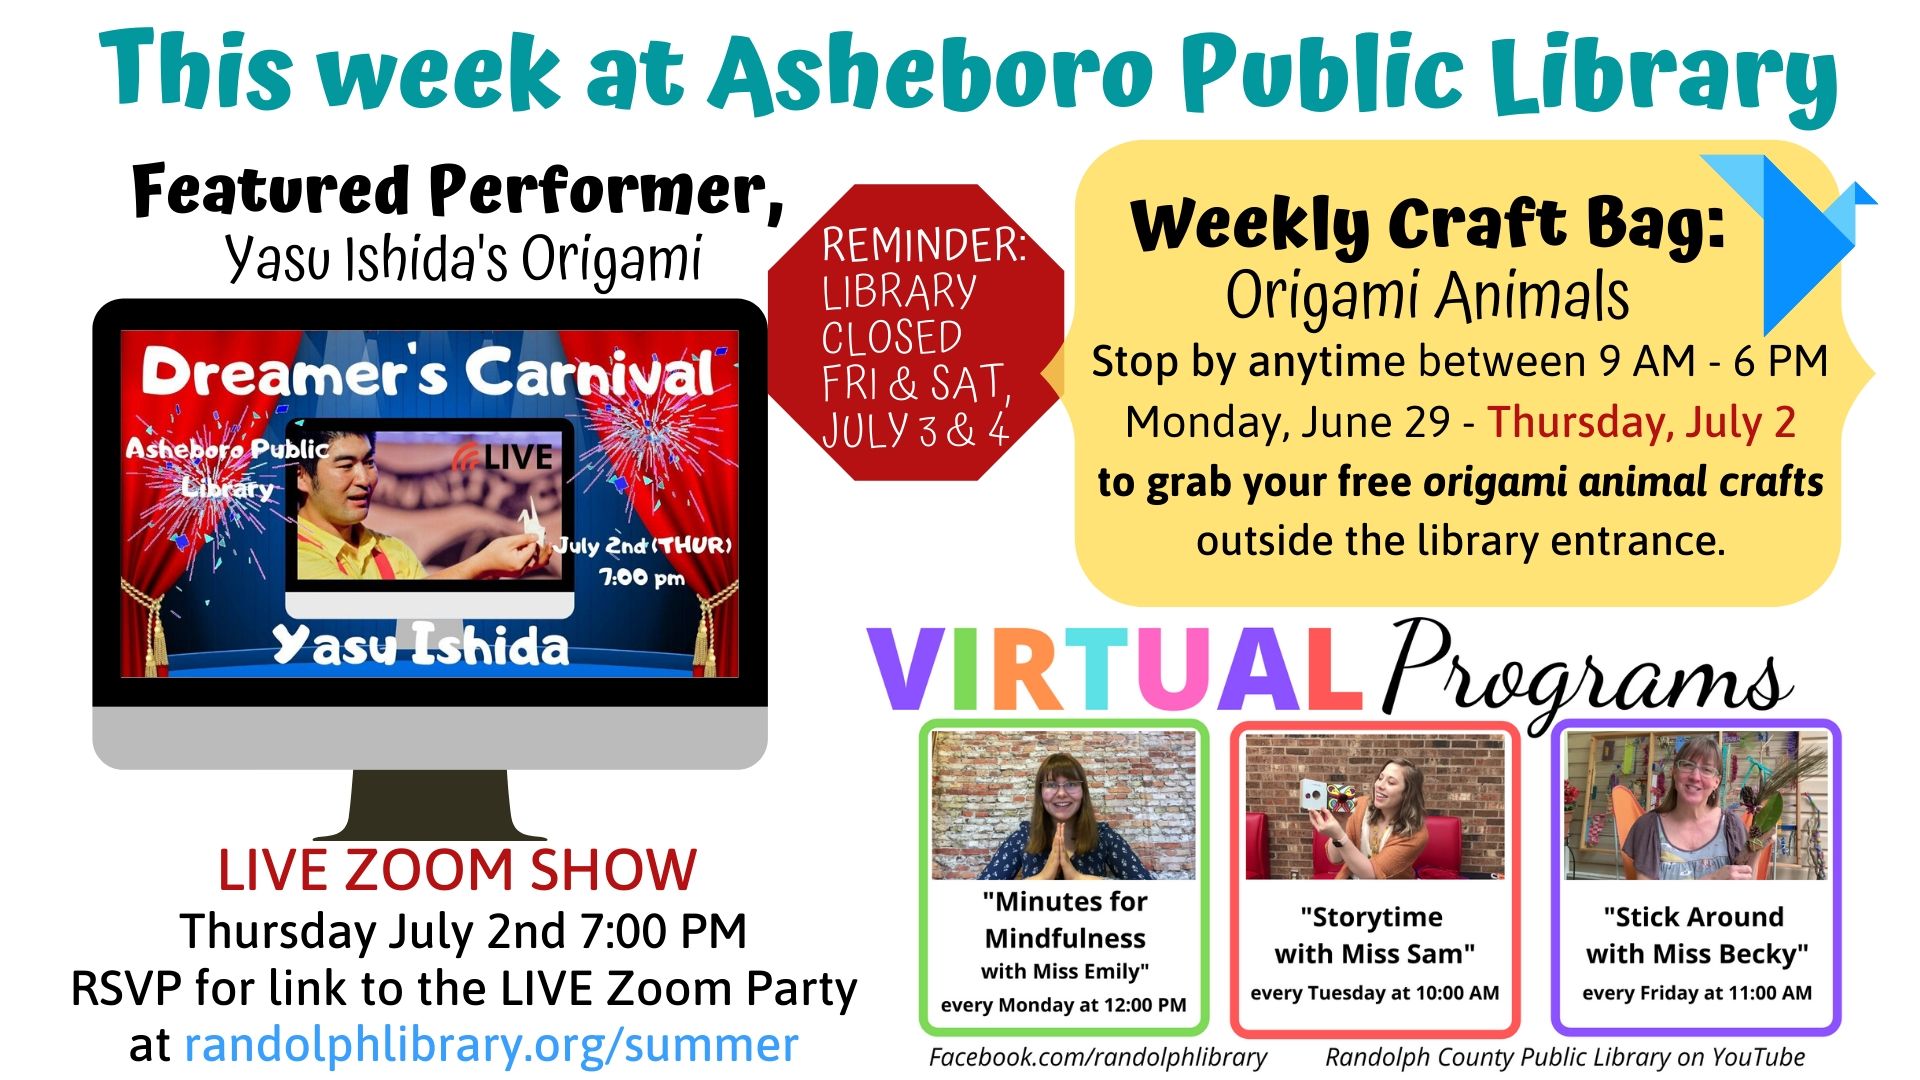 This week at Asheboro Public Library
Featured Performer,
Yasu Ishida's Origami
Dreamer's Carnival
Asheboro Public
Library
LIVE
July 2nd (THUR)
7:00 pm
Yasu Ishida
LIVE ZOOM SHOW
Thursday July 2nd 7:00 PM
RSVP for link to the LIVE Zoom Party
at randolphlibrary.org/summer
REMINDER:
LIBRARY
CLOSED
FRI & SAT,
JULY 3 & 4
Weekly Craft Bag:
Origami Animals
Stop by anytime between 9 AM - 6 PM
Monday, June 29 - Thursday, July 2
to grab your free origami animal crafts
outside the library entrance.
VIRTUAL Programs
"Minutes for
Mindfulness
with Miss Emily"
every Monday at 12:00 PM
"Storytime
with Miss Sam"
every Tuesday at 10:00 AM
"Stick Around
with Miss Becky"
every Friday at 11:00 AM
Facebook.com/randolphlibrary
Randolph County Public Library on YouTube